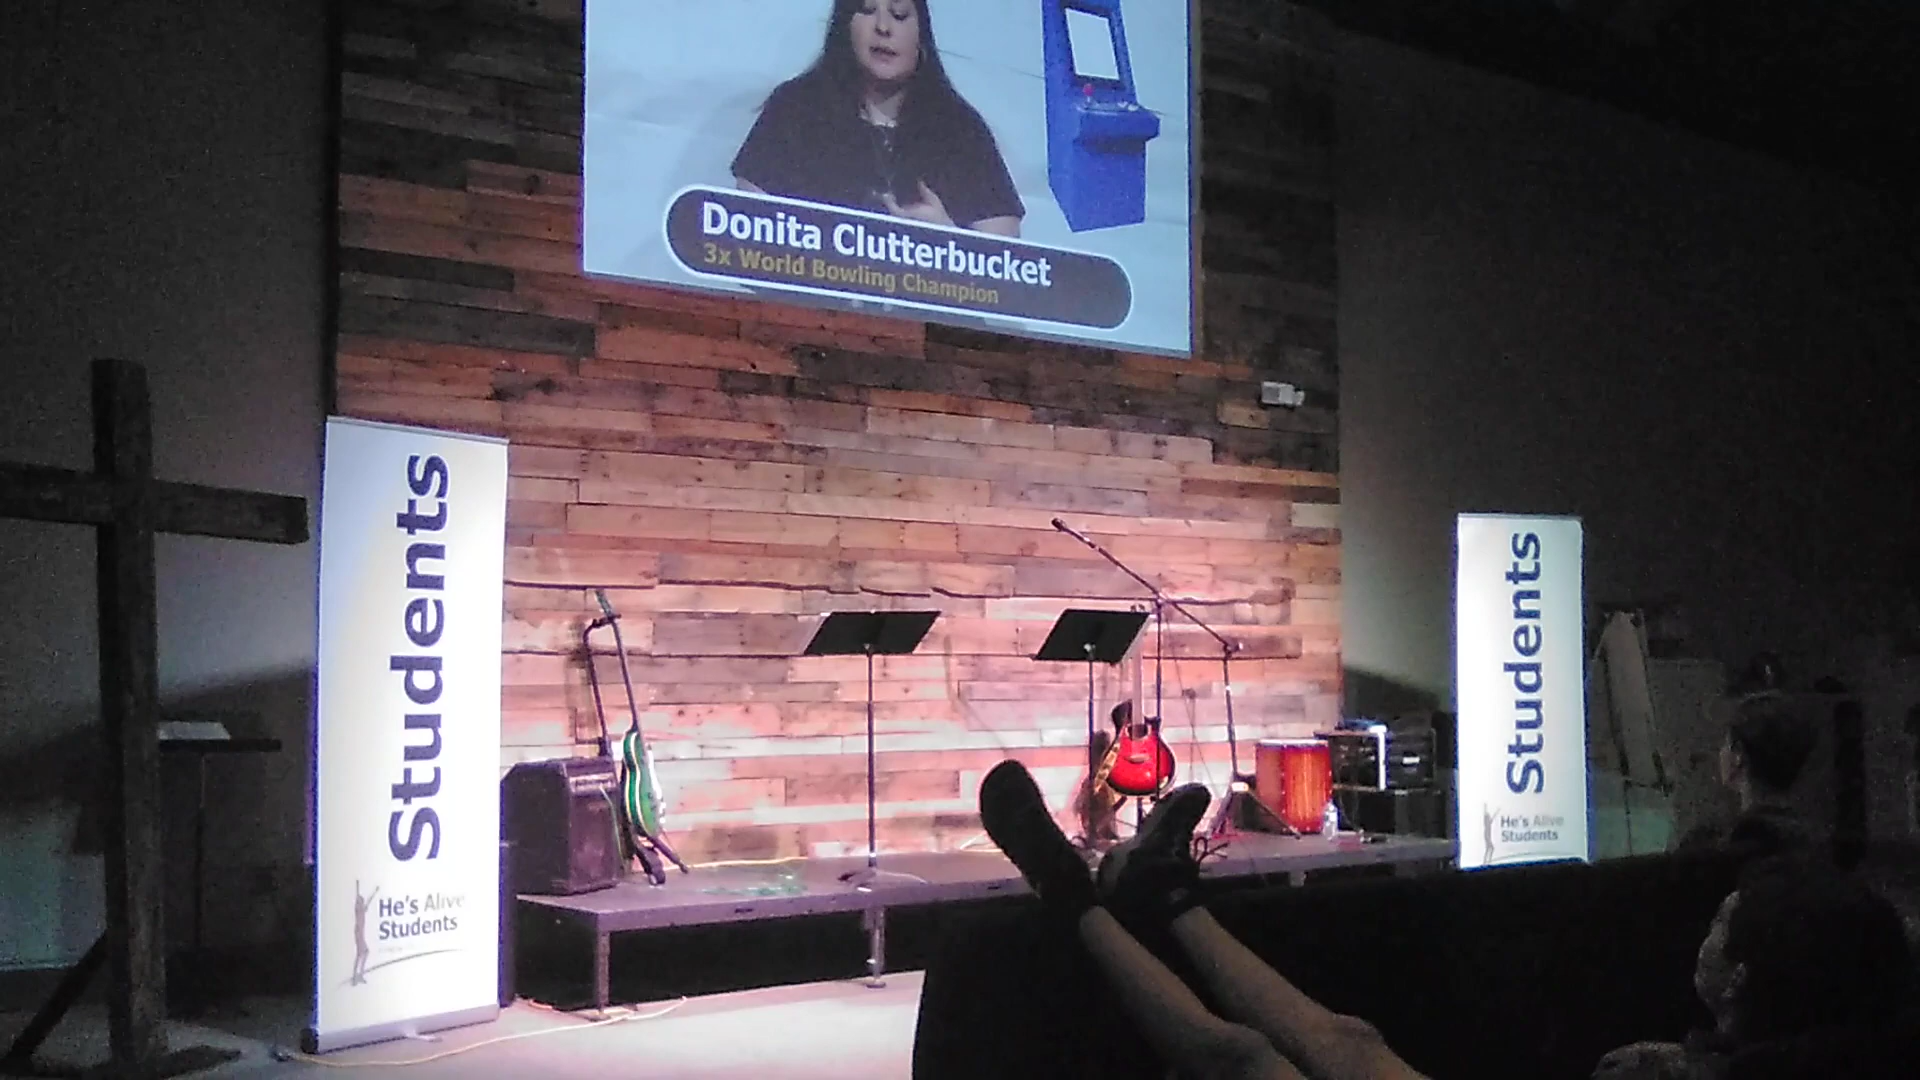 Donita Clutterbucket
3x World Bowling Champion
Students
He's Alive
Students
Students
He's Alive
Students